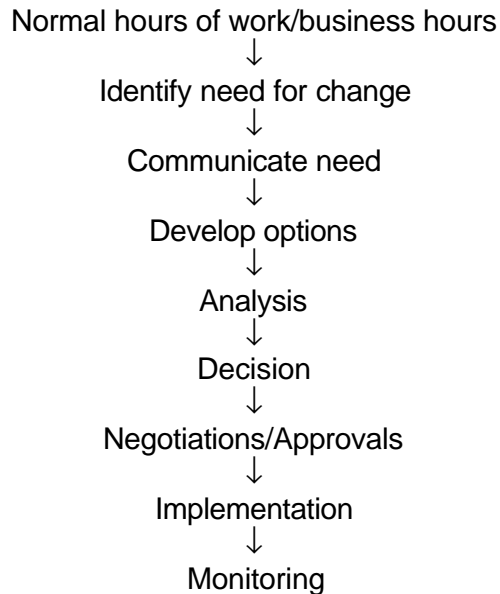 Normal hours of work/business hours
↓
Identify need for change
↓
Communicate need
↓
Develop options
↓
Analysis
↓
Decision
↓
Negotiations/Approvals
↓
Implementation
↓
Monitoring